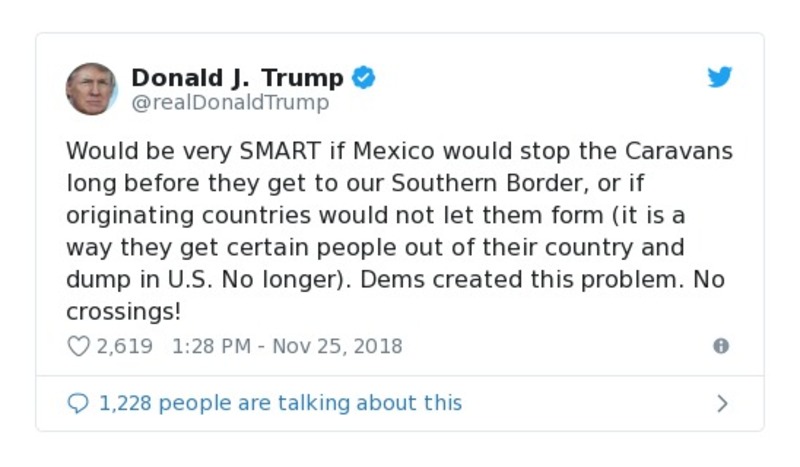 Donald J. Trump
@realDonaldTrump
Would be very SMART if Mexico would stop the Caravans
long before they get to our Southern Border, or if
originating countries would not let them form (it is a
way they get certain people out of their country and
dump in U.S. No longer). Dems created this problem. No
crossings!
2,619 1:28 PM - Nov 25, 2018
1,228 people are talking about this